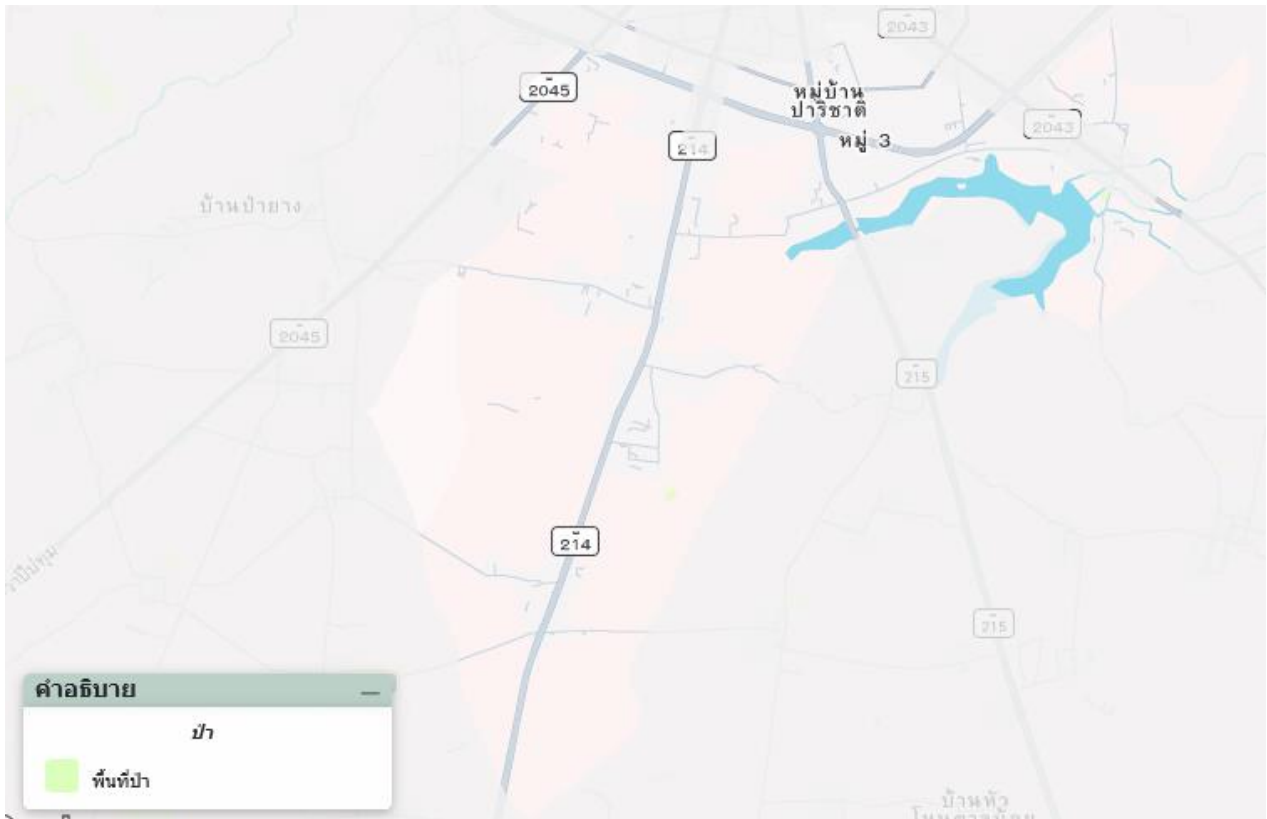 2043
2045
หมู่บ้าน
ปาริชาติ
2043
214
หมู่ 3
บ้านป่ายาง
2045
215
214
215
คำอธิบาย
ป่า
พื้นที่ป่า
บ้านหัว